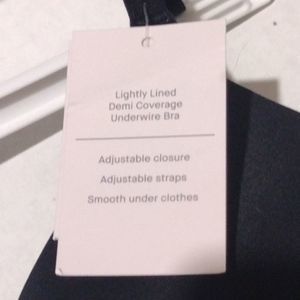 Lightly Lined
Demi Coverage
Underwire Bra
Adjustable closure
Adjustable straps
Smooth under clothes